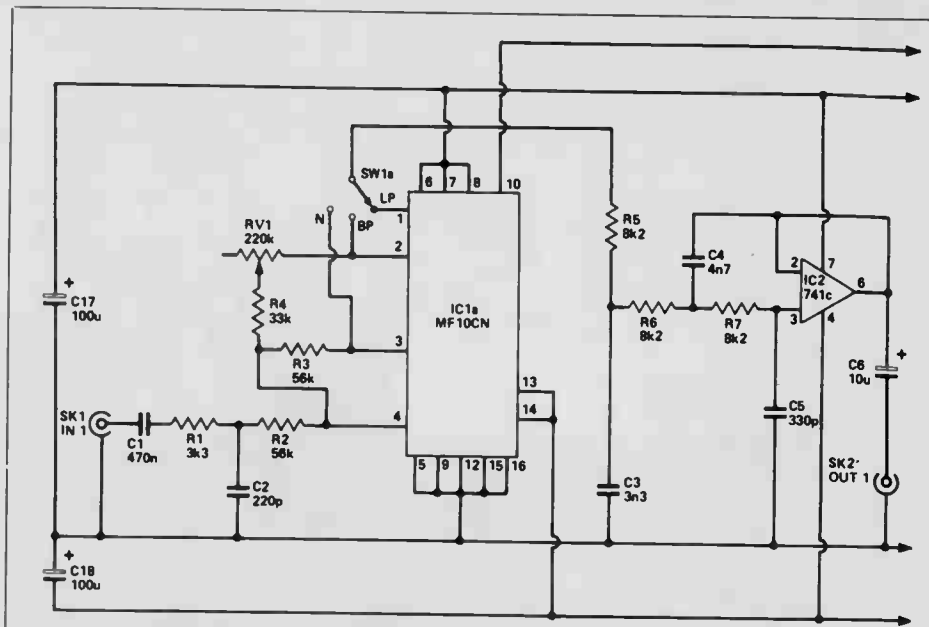 SW1a
LP
N
BP
6
7
8
10
1
2
3
4
RV1
220k
R4
33k
R3
56k
IC1a
MF10CN
13
14
5
9
12
15
16
+
C17
100u
SK1
IN 1
C1
470n
R1
3k3
R2
56k
C2
220p
+
C18
100u
R5
8k2
C4
4n7
R6
8k2
R7
8k2
C3
3n3
2
3
7
IC2
741c
6
4
C5
330p
+
C6
10u
SK2
OUT 1